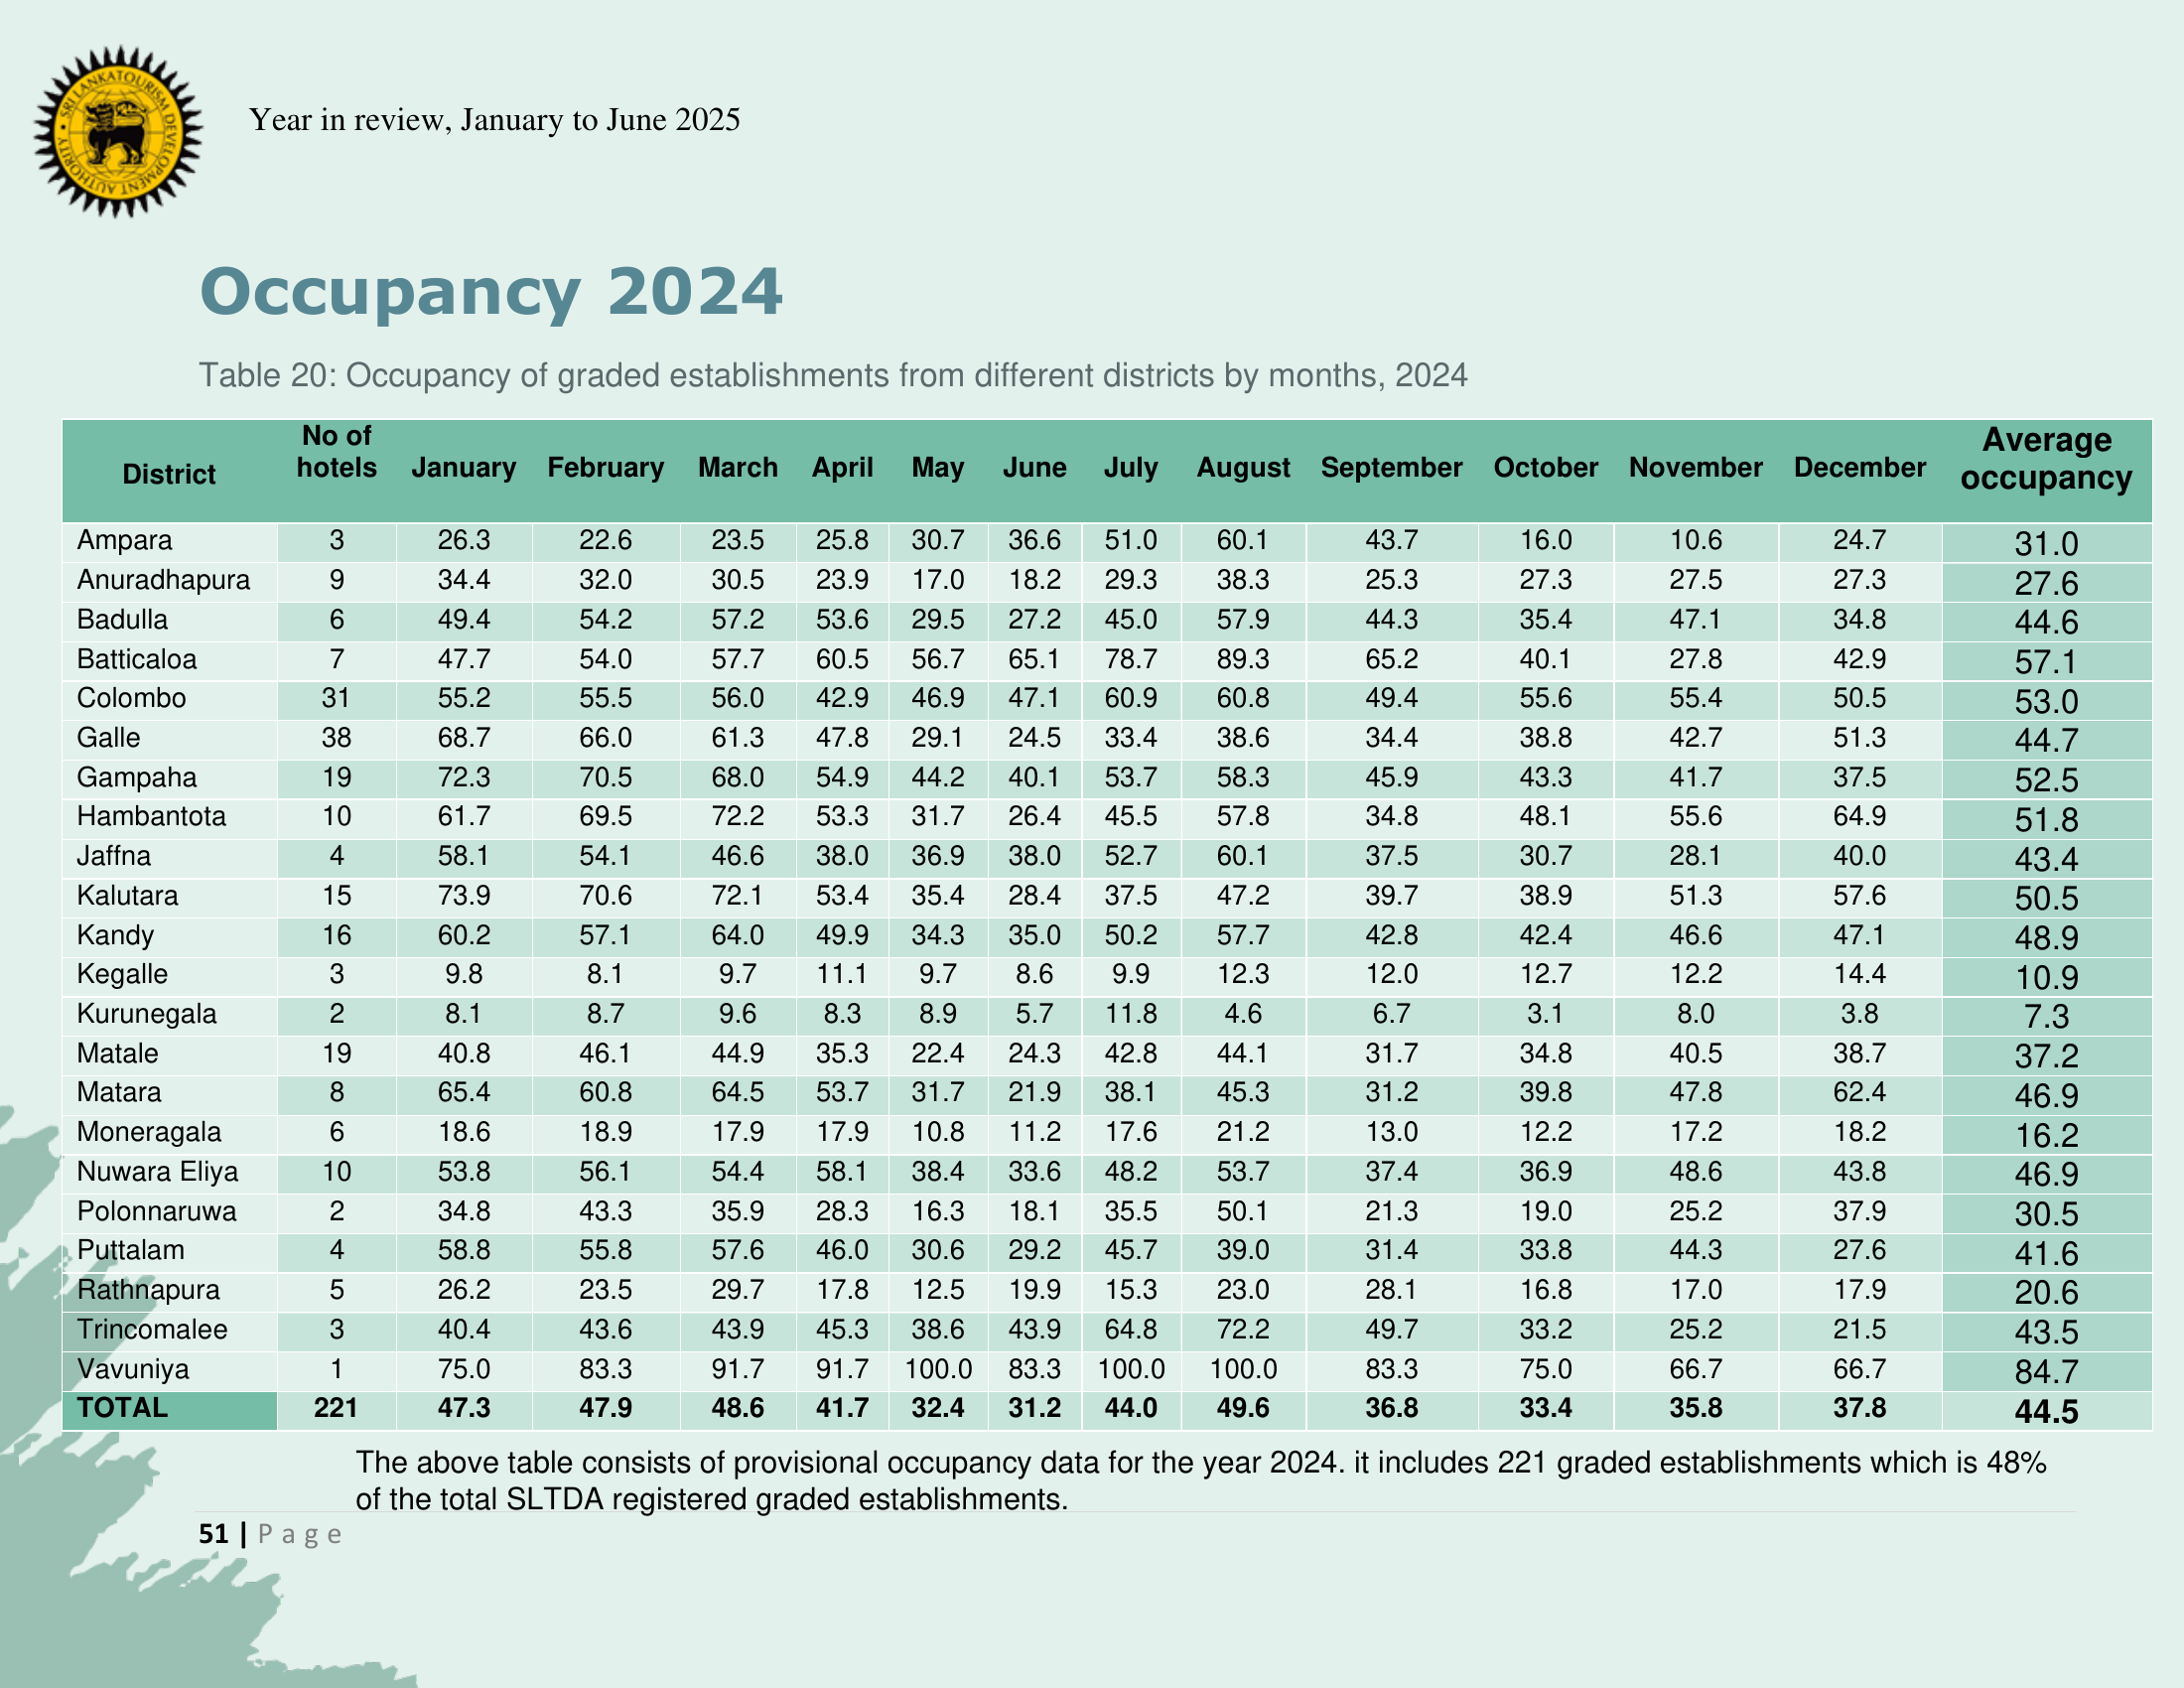 SRI LANKA TOURISM DEVELOPMENT AUTHORITY
Year in review, January to June 2025
Occupancy 2024
Table 20: Occupancy of graded establishments from different districts by months, 2024
District No of hotels January February March April May June July August September October November December Average occupancy
Ampara 3 26.3 22.6 23.5 25.8 30.7 36.6 51.0 60.1 43.7 16.0 10.6 24.7 31.0
Anuradhapura 9 34.4 32.0 30.5 23.9 17.0 18.2 29.3 38.3 25.3 27.3 27.5 27.3 27.6
Badulla 6 49.4 54.2 57.2 53.6 29.5 27.2 45.0 57.9 44.3 35.4 47.1 34.8 44.6
Batticaloa 7 47.7 54.0 57.7 60.5 56.7 65.1 78.7 89.3 65.2 40.1 27.8 42.9 57.1
Colombo 31 55.2 55.5 56.0 42.9 46.9 47.1 60.9 60.8 49.4 55.6 55.4 50.5 53.0
Galle 38 68.7 66.0 61.3 47.8 29.1 24.5 33.4 38.6 34.4 38.8 42.7 51.3 44.7
Gampaha 19 72.3 70.5 68.0 54.9 44.2 40.1 53.7 58.3 45.9 43.3 41.7 37.5 52.5
Hambantota 10 61.7 69.5 72.2 53.3 31.7 26.4 45.5 57.8 34.8 48.1 55.6 64.9 51.8
Jaffna 4 58.1 54.1 46.6 38.0 36.9 38.0 52.7 60.1 37.5 30.7 28.1 40.0 43.4
Kalutara 15 73.9 70.6 72.1 53.4 35.4 28.4 37.5 47.2 39.7 38.9 51.3 57.6 50.5
Kandy 16 60.2 57.1 64.0 49.9 34.3 35.0 50.2 57.7 42.8 42.4 46.6 47.1 48.9
Kegalle 3 9.8 8.1 9.7 11.1 9.7 8.6 9.9 12.3 12.0 12.7 12.2 14.4 10.9
Kurunegala 2 8.1 8.7 9.6 8.3 8.9 5.7 11.8 4.6 6.7 3.1 8.0 3.8 7.3
Matale 19 40.8 46.1 44.9 35.3 22.4 24.3 42.8 44.1 31.7 34.8 40.5 38.7 37.2
Matara 8 65.4 60.8 64.5 53.7 31.7 21.9 38.1 45.3 31.2 39.8 47.8 62.4 46.9
Moneragala 6 18.6 18.9 17.9 17.9 10.8 11.2 17.6 21.2 13.0 12.2 17.2 18.2 16.2
Nuwara Eliya 10 53.8 56.1 54.4 58.1 38.4 33.6 48.2 53.7 37.4 36.9 48.6 43.8 46.9
Polonnaruwa 2 34.8 43.3 35.9 28.3 16.3 18.1 35.5 50.1 21.3 19.0 25.2 37.9 30.5
Puttalam 4 58.8 55.8 57.6 46.0 30.6 29.2 45.7 39.0 31.4 33.8 44.3 27.6 41.6
Rathnapura 5 26.2 23.5 29.7 17.8 12.5 19.9 15.3 23.0 28.1 16.8 17.0 17.9 20.6
Trincomalee 3 40.4 43.6 43.9 45.3 38.6 43.9 64.8 72.2 49.7 33.2 25.2 21.5 43.5
Vavuniya 1 75.0 83.3 91.7 91.7 100.0 83.3 100.0 100.0 83.3 75.0 66.7 66.7 84.7
TOTAL 221 47.3 47.9 48.6 41.7 32.4 31.2 44.0 49.6 36.8 33.4 35.8 37.8 44.5
The above table consists of provisional occupancy data for the year 2024. it includes 221 graded establishments which is 48%
of the total SLTDA registered graded establishments.
51 | Page